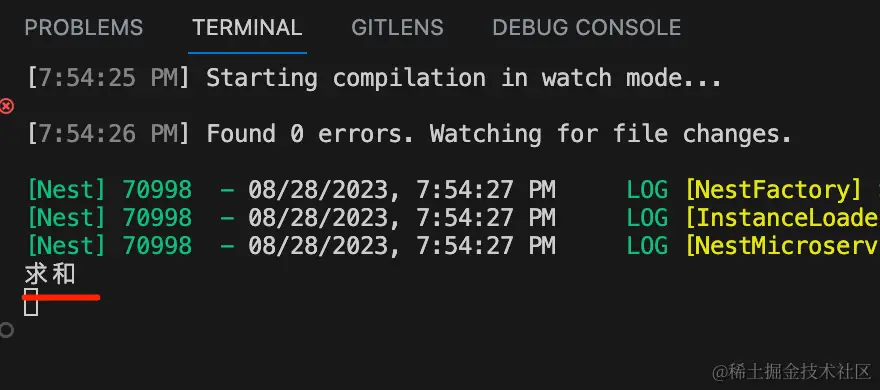 PROBLEMS TERMINAL GITLENS DEBUG CONSOLE
[7:54:25 PM] Starting compilation in watch mode...
[7:54:26 PM] Found 0 errors. Watching for file changes.
[Nest] 70998 - 08/28/2023, 7:54:27 PM LOG [NestFactory]
[Nest] 70998 - 08/28/2023, 7:54:27 PM LOG [InstanceLoade
[Nest] 70998 - 08/28/2023, 7:54:27 PM LOG [NestMicroserv
求和
@稀土掘金技术社区